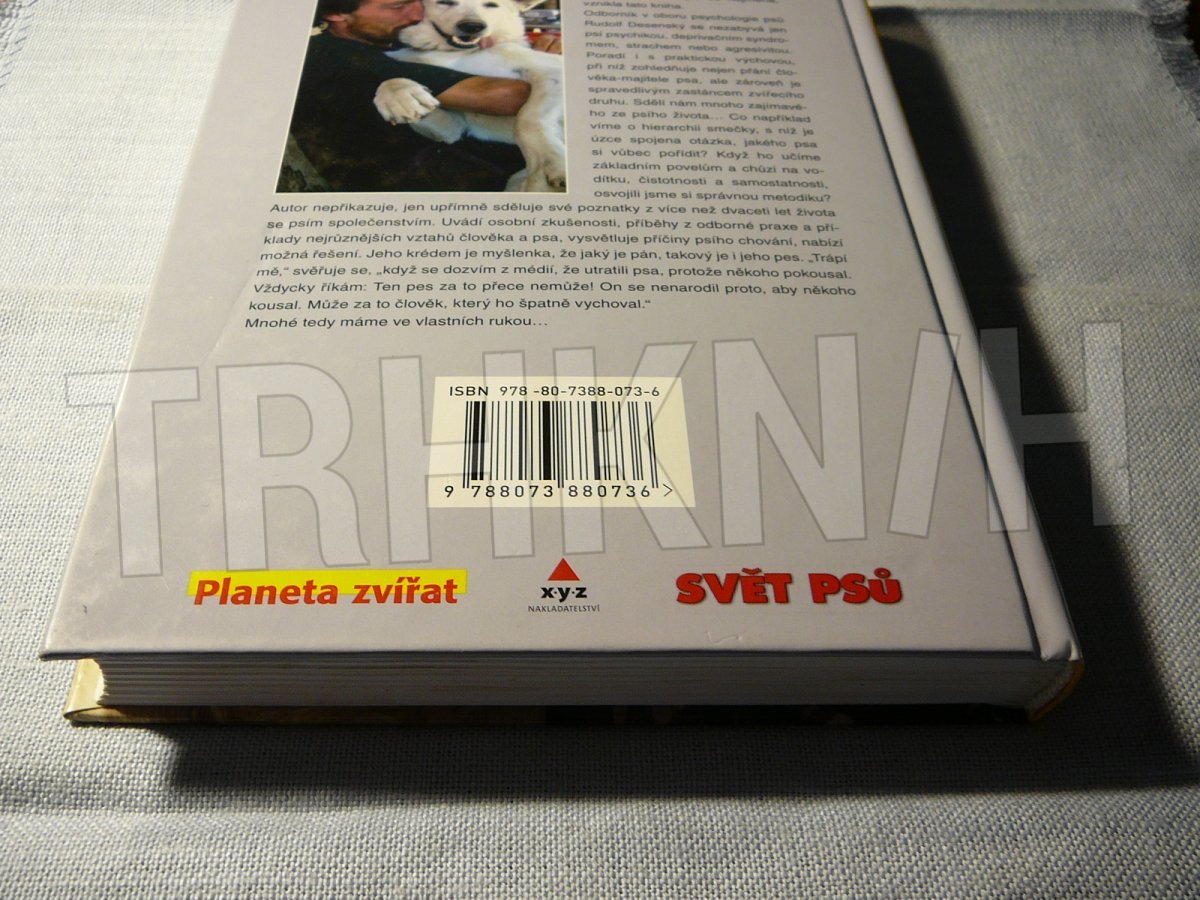 vznikla tato kniha.
Odborník v oboru psychologie psů
Rudolf Desenský se nezabývá jen
psí psychikou, deprivačním syndro-
mem, strachem nebo agresivitou.
Poradí i s praktickou výchovou,
při níž zohledňuje nejen přání člo-
věka-majitele psa, ale zároveň je
spravedlivým zastáncem zvířecího
druhu. Sdělí nám mnoho zajímavé-
ho ze psího života... Co například
víme o hierarchii smečky, s níž je
úzce spojena otázka, jakého psa
si vůbec pořídit? Když ho učíme
základním povelům a chůzi na vo-
dítku, čistotnosti a samostatnosti,
osvojili jsme si správnou metodiku?
Autor nepřikazuje, jen upřímně sděluje své poznatky z více než dvaceti let života
se psím společenstvím. Uvádí osobní zkušenosti, příběhy z odborné praxe a pří-
klady nejrůznějších vztahů člověka a psa, vysvětluje příčiny psího chování, nabízí
možná řešení. Jeho krédem je myšlenka, že jaký je pán, takový je i jeho pes. „Trápí
mě,“ svěřuje se, „když se dozvím z médií, že utratili psa, protože někoho pokousal.
Vždycky říkám: Ten pes za to přece nemůže! On se nenarodil proto, aby někoho
kousal. Může za to člověk, který ho špatně vychoval.“
Mnohé tedy máme ve vlastních rukou...
TRHKNIH
ISBN 978-80-7388-073-6
9 788073 880736 >
Planeta zvířat
x·y·z
NAKLADATELSTVÍ
SVĚT PSŮ